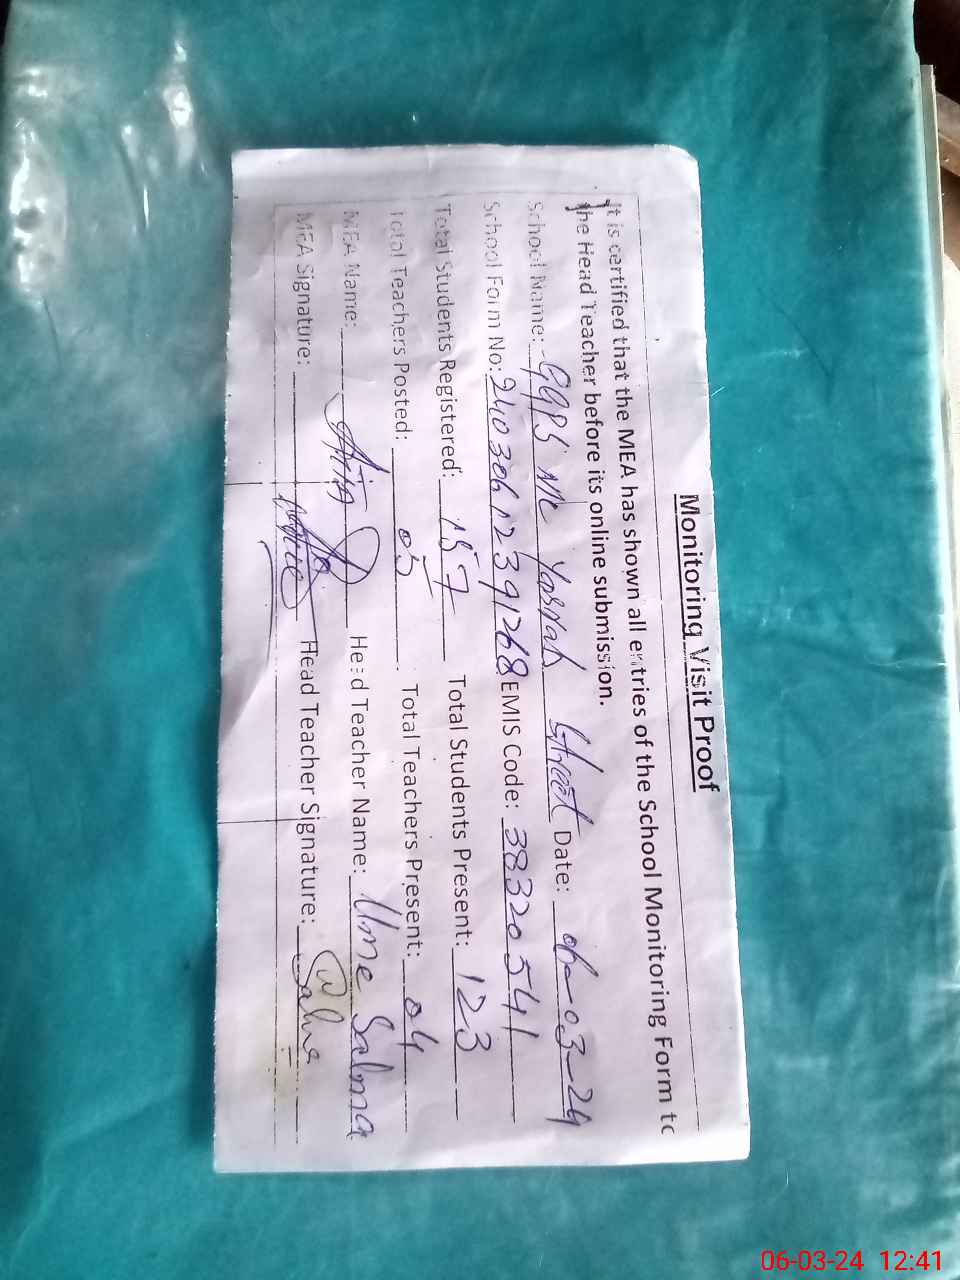 Monitoring Visit Proof
It is certified that the MEA has shown all entries of the School Monitoring Form to
the Head Teacher before its online submission.
School Name: GGPS Street Date: 06-03-24
School Form No: 24030612391268 EMIS Code: 38320541
Total Students Registered: 157 Total Students Present: 123
Total Teachers Posted: 05 Total Teachers Present: 04
MEA Name: Head Teacher Name: Ume Salma
MEA Signature: Head Teacher Signature: Salma
06-03-24 12:41